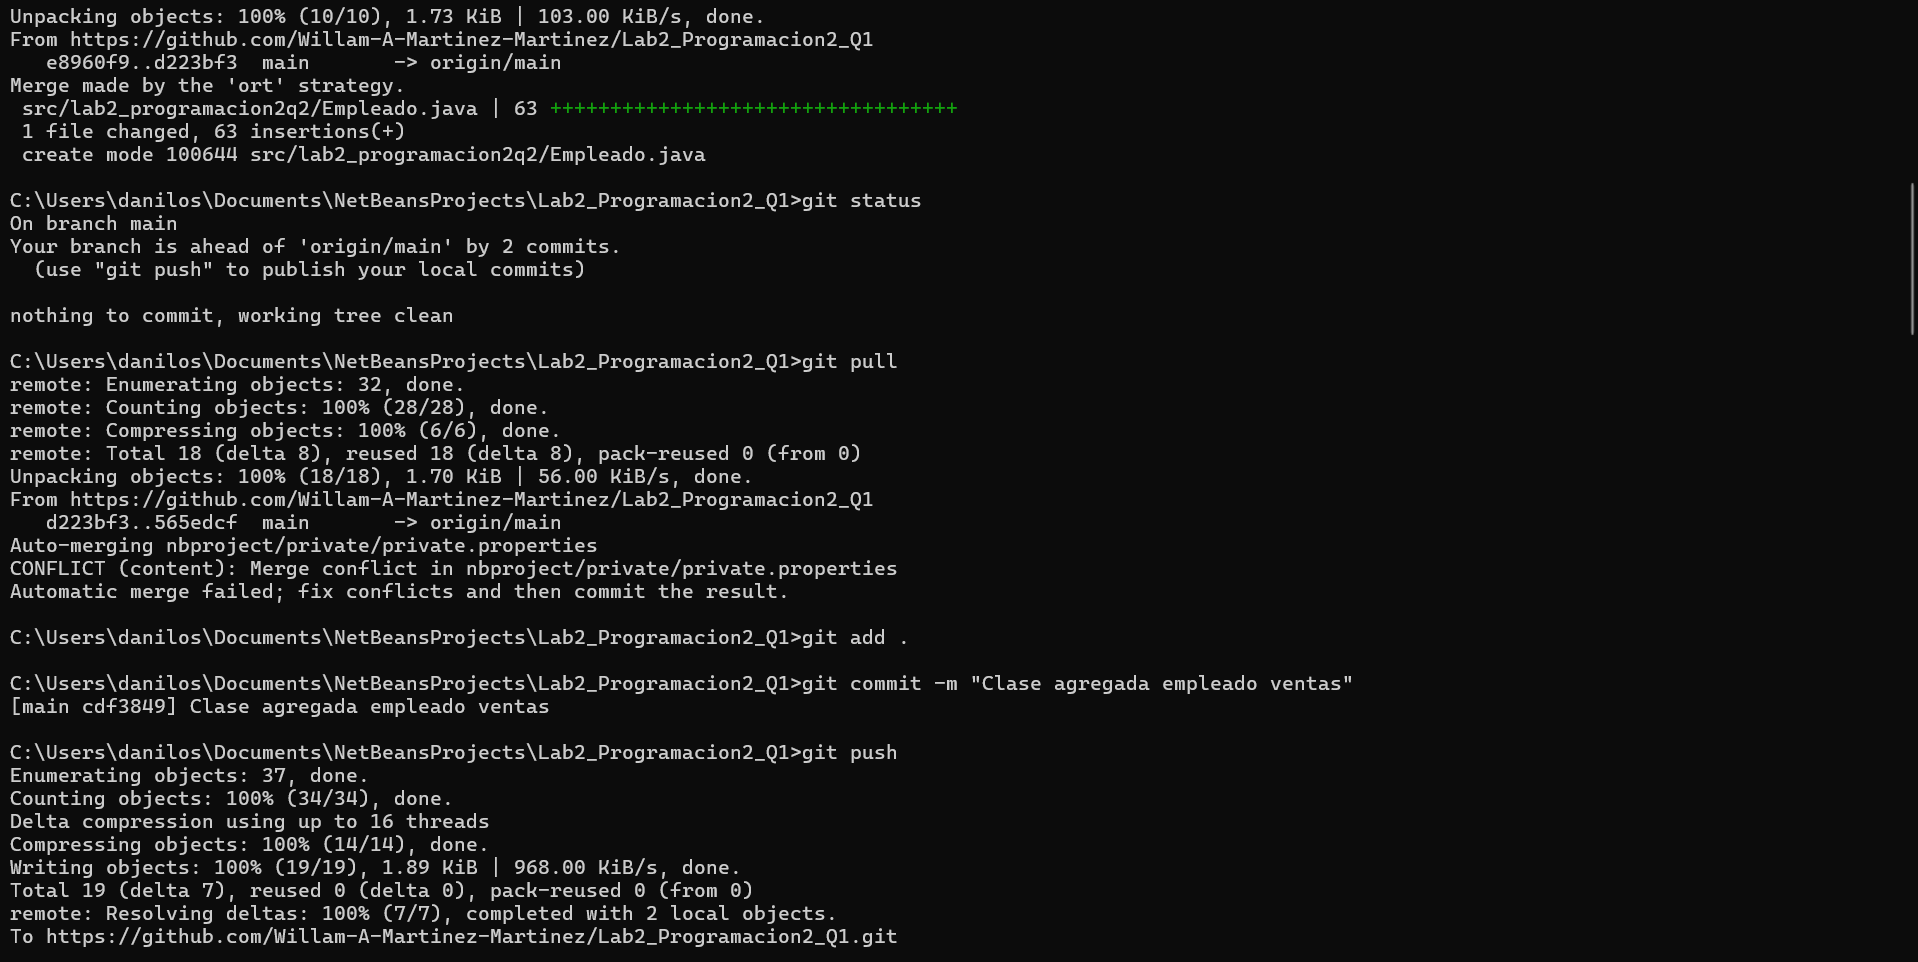 Unpacking objects: 100% (10/10), 1.73 KiB | 103.00 KiB/s, done.
From https://github.com/Willam-A-Martinez-Martinez/Lab2_Programacion2_Q1
   e8960f9..d223bf3  main       -> origin/main
Merge made by the 'ort' strategy.
 src/lab2_programacion2q2/Empleado.java | 63 ++++++++++++++++++++++++++++++++++
 1 file changed, 63 insertions(+)
 create mode 100644 src/lab2_programacion2q2/Empleado.java

C:\Users\danilos\Documents\NetBeansProjects\Lab2_Programacion2_Q1>git status
On branch main
Your branch is ahead of 'origin/main' by 2 commits.
  (use "git push" to publish your local commits)

nothing to commit, working tree clean

C:\Users\danilos\Documents\NetBeansProjects\Lab2_Programacion2_Q1>git pull
remote: Enumerating objects: 32, done.
remote: Counting objects: 100% (28/28), done.
remote: Compressing objects: 100% (6/6), done.
remote: Total 18 (delta 8), reused 18 (delta 8), pack-reused 0 (from 0)
Unpacking objects: 100% (18/18), 1.70 KiB | 56.00 KiB/s, done.
From https://github.com/Willam-A-Martinez-Martinez/Lab2_Programacion2_Q1
   d223bf3..565edcf  main       -> origin/main
Auto-merging nbproject/private/private.properties
CONFLICT (content): Merge conflict in nbproject/private/private.properties
Automatic merge failed; fix conflicts and then commit the result.

C:\Users\danilos\Documents\NetBeansProjects\Lab2_Programacion2_Q1>git add .

C:\Users\danilos\Documents\NetBeansProjects\Lab2_Programacion2_Q1>git commit -m "Clase agregada empleado ventas"
[main cdf3849] Clase agregada empleado ventas

C:\Users\danilos\Documents\NetBeansProjects\Lab2_Programacion2_Q1>git push
Enumerating objects: 37, done.
Counting objects: 100% (34/34), done.
Delta compression using up to 16 threads
Compressing objects: 100% (14/14), done.
Writing objects: 100% (19/19), 1.89 KiB | 968.00 KiB/s, done.
Total 19 (delta 7), reused 0 (delta 0), pack-reused 0 (from 0)
remote: Resolving deltas: 100% (7/7), completed with 2 local objects.
To https://github.com/Willam-A-Martinez-Martinez/Lab2_Programacion2_Q1.git